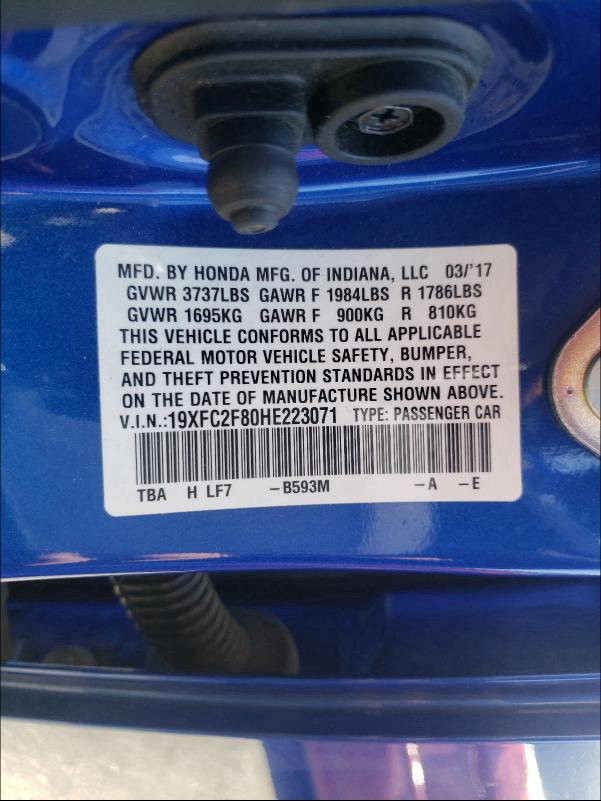 MFD. BY HONDA MFG. OF INDIANA, LLC 03/'17
GVWR 3737LBS GAWR F 1984LBS R 1786LBS
GVWR 1695KG GAWR F 900KG R 810KG
THIS VEHICLE CONFORMS TO ALL APPLICABLE
FEDERAL MOTOR VEHICLE SAFETY, BUMPER,
AND THEFT PREVENTION STANDARDS IN EFFECT
ON THE DATE OF MANUFACTURE SHOWN ABOVE.
V.I.N.:19XFC2F80HE223071 TYPE: PASSENGER CAR
TBA H LF7 -B593M -A -E